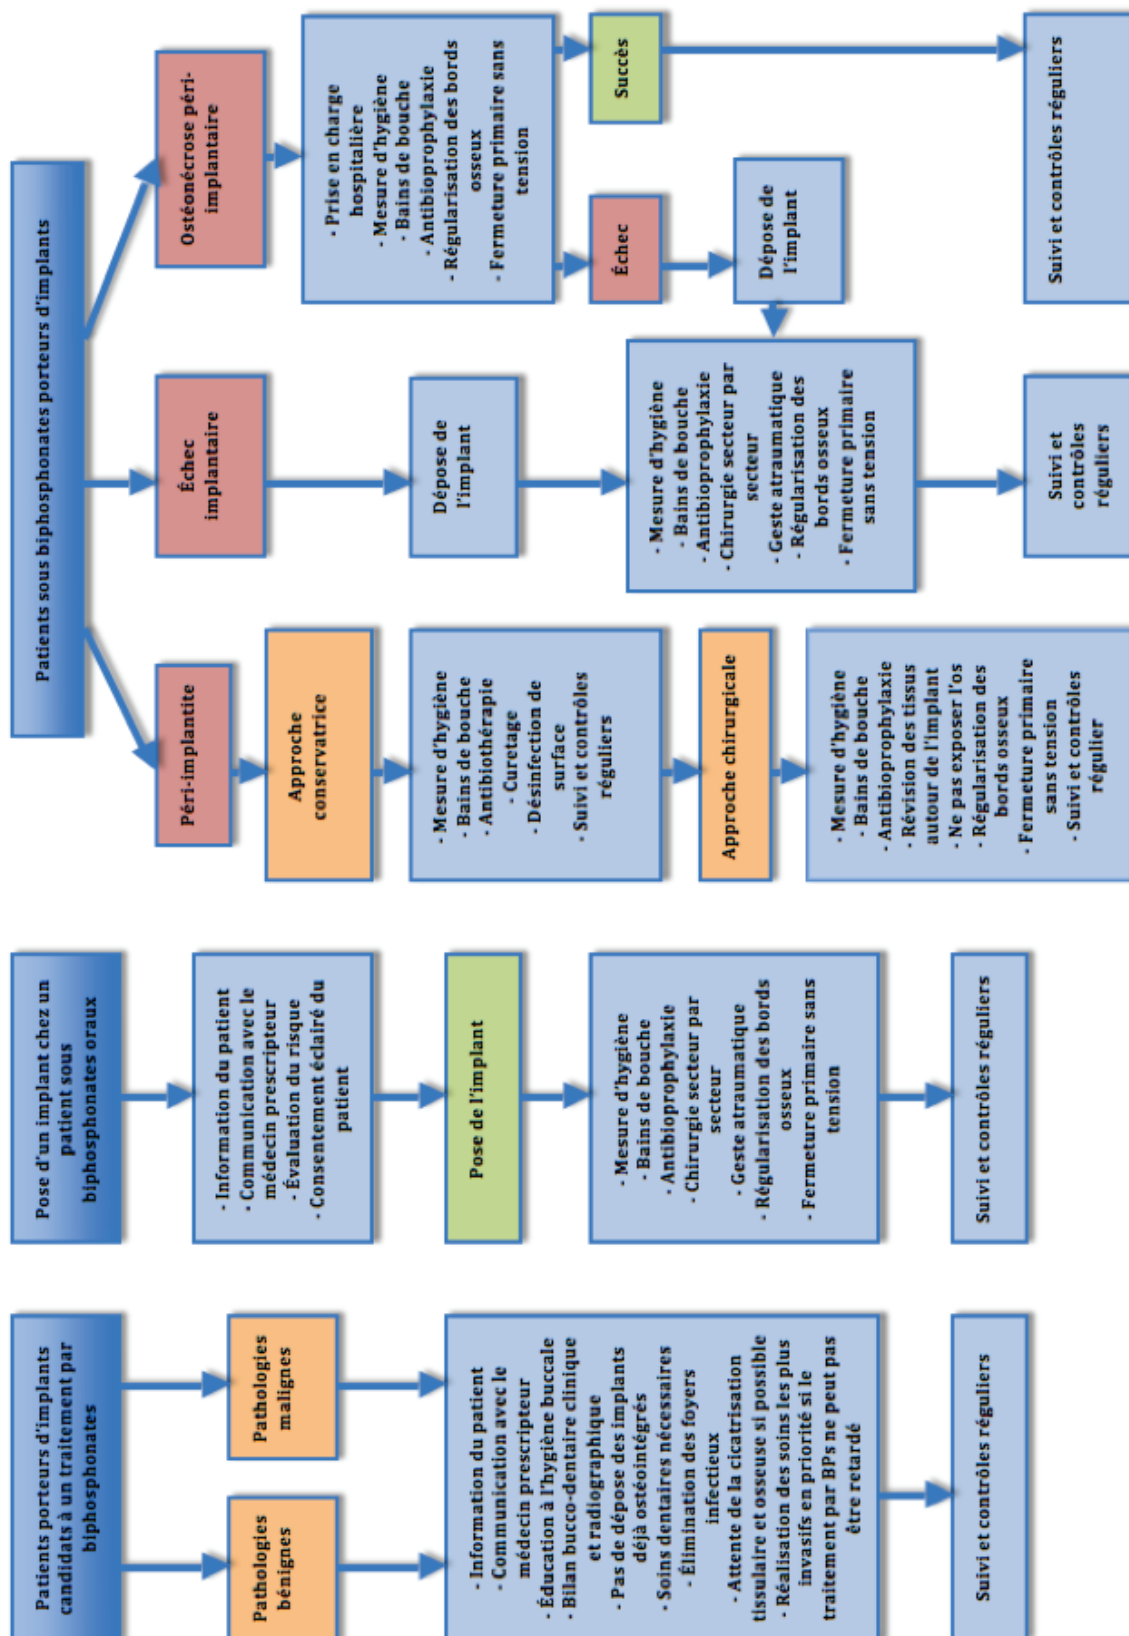 Patients porteurs d'implants
candidats à un traitement par
biphosphonates
Pathologies
bénignes
Pathologies
malignes
- Information du patient
- Communication avec le
médecin prescripteur
- Éducation à l'hygiène buccale
- Bilan bucco-dentaire clinique
et radiographique
- Pas de dépose des implants
déjà ostéointégrés
- Soins dentaires nécessaires
- Élimination des foyers
infectieux
- Attente de la cicatrisation
tissulaire et osseuse si possible
- Réalisation des soins les plus
invasifs en priorité si le
traitement par BPs ne peut pas
être retardé
Suivi et contrôles réguliers
Pose d'un implant chez un
patient sous
biphosphonates oraux
- Information du patient
- Communication avec le
médecin prescripteur
- Évaluation du risque
- Consentement éclairé du
patient
Pose de l'implant
- Mesure d'hygiène
- Bains de bouche
- Antibioprophylaxie
- Chirurgie secteur par
secteur
- Geste atraumatique
- Régularisation des bords
osseux
- Fermeture primaire sans
tension
Suivi et contrôles réguliers
Patients sous biphosphonates porteurs d'implants
Péri-implantite
Approche
conservatrice
- Mesure d'hygiène
- Bains de bouche
- Antibiothérapie
- Curetage
- Désinfection de
surface
- Suivi et contrôles
réguliers
Approche chirurgicale
- Mesure d'hygiène
- Bains de bouche
- Antibioprophylaxie
- Révision des tissus
autour de l'implant
- Ne pas exposer l'os
- Régularisation des
bords osseux
- Fermeture primaire
sans tension
- Suivi et contrôles
régulier
Échec
implantaire
Dépose de
l'implant
- Mesure d'hygiène
- Bains de bouche
- Antibioprophylaxie
- Chirurgie secteur par
secteur
- Geste atraumatique
- Régularisation des
bords osseux
- Fermeture primaire
sans tension
Suivi et
contrôles
réguliers
Ostéonécrose péri-
implantaire
- Prise en charge
hospitalière
- Mesure d'hygiène
- Bains de bouche
- Antibioprophylaxie
- Régularisation des bords
osseux
- Fermeture primaire sans
tension
Échec
Dépose de
l'implant
Succès
Suivi et contrôles réguliers